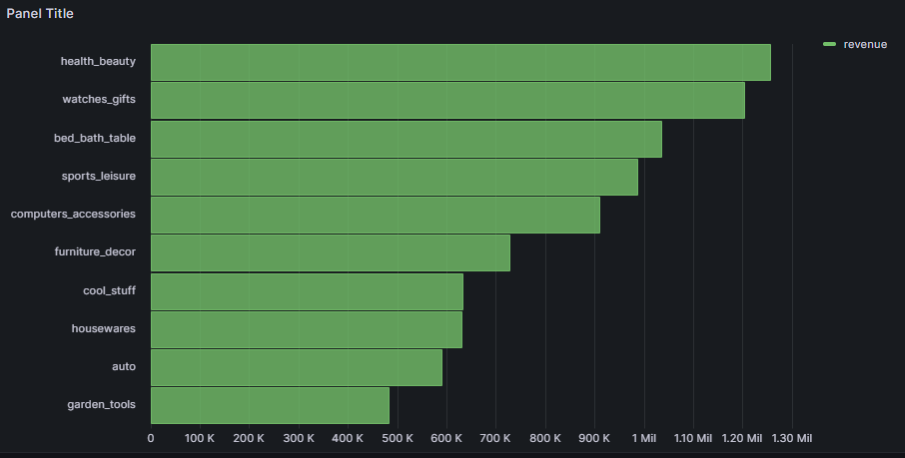 Panel Title
revenue
health_beauty
watches_gifts
bed_bath_table
sports_leisure
computers_accessories
furniture_decor
cool_stuff
housewares
auto
garden_tools
0 100 K 200 K 300 K 400 K 500 K 600 K 700 K 800 K 900 K 1 Mil 1.10 Mil 1.20 Mil 1.30 Mil